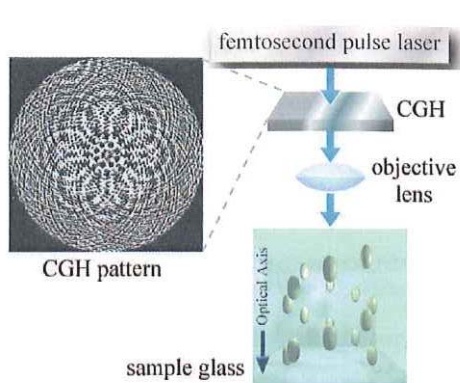 femtosecond pulse laser
CGH
objective
lens
CGH pattern
Optical Axis
sample glass